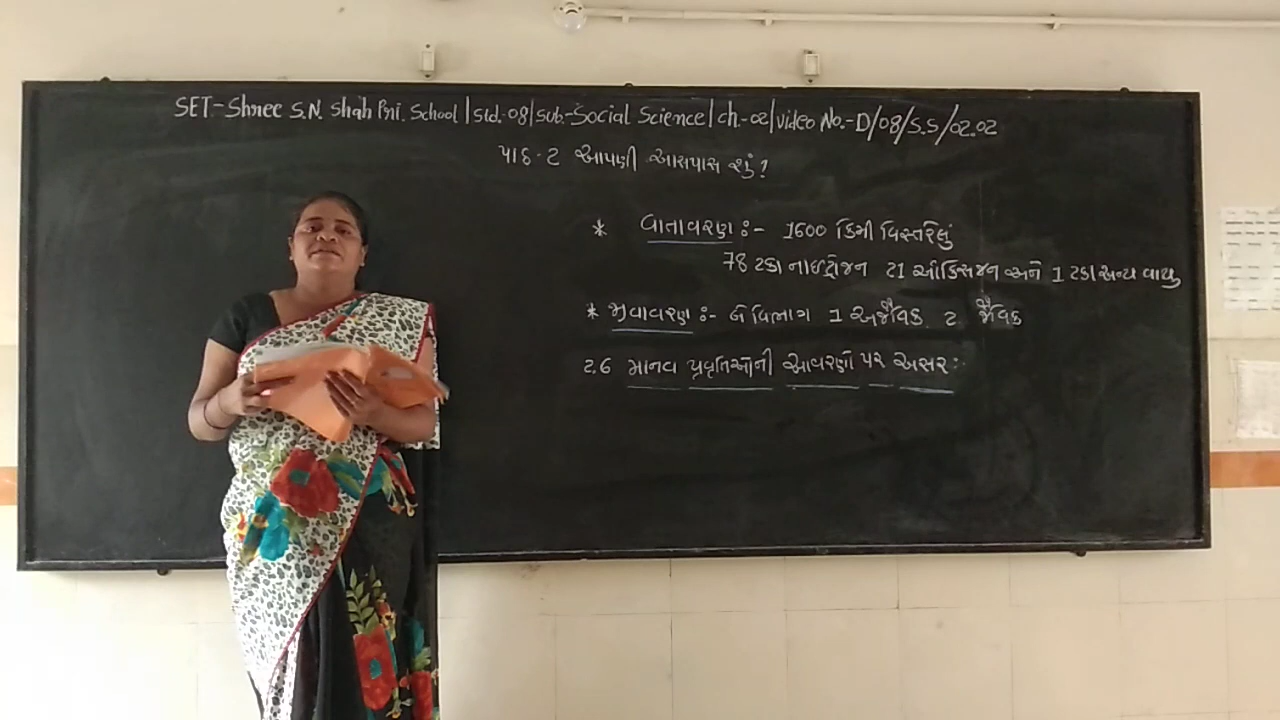 SET-Shree S.N. Shah Pri. School | Std.-08 | Sub.-Social Science | ch.-02 | Video No.-D/08/S.S/02.02
પાઠ-2 આપણી આસપાસ શું?
* વાતાવરણ :- 1600 કિમી વિસ્તરેલું
78 ટકા નાઈટ્રોજન 21 ઓક્સિજન અને 1 ટકા અન્ય વાયુ
* મૃવાવરણ :- બે વિભાગ 1 અજૈવિક 2 જૈવિક
2.6 માનવ પ્રવૃત્તિઓની આવરણો પર અસર :-